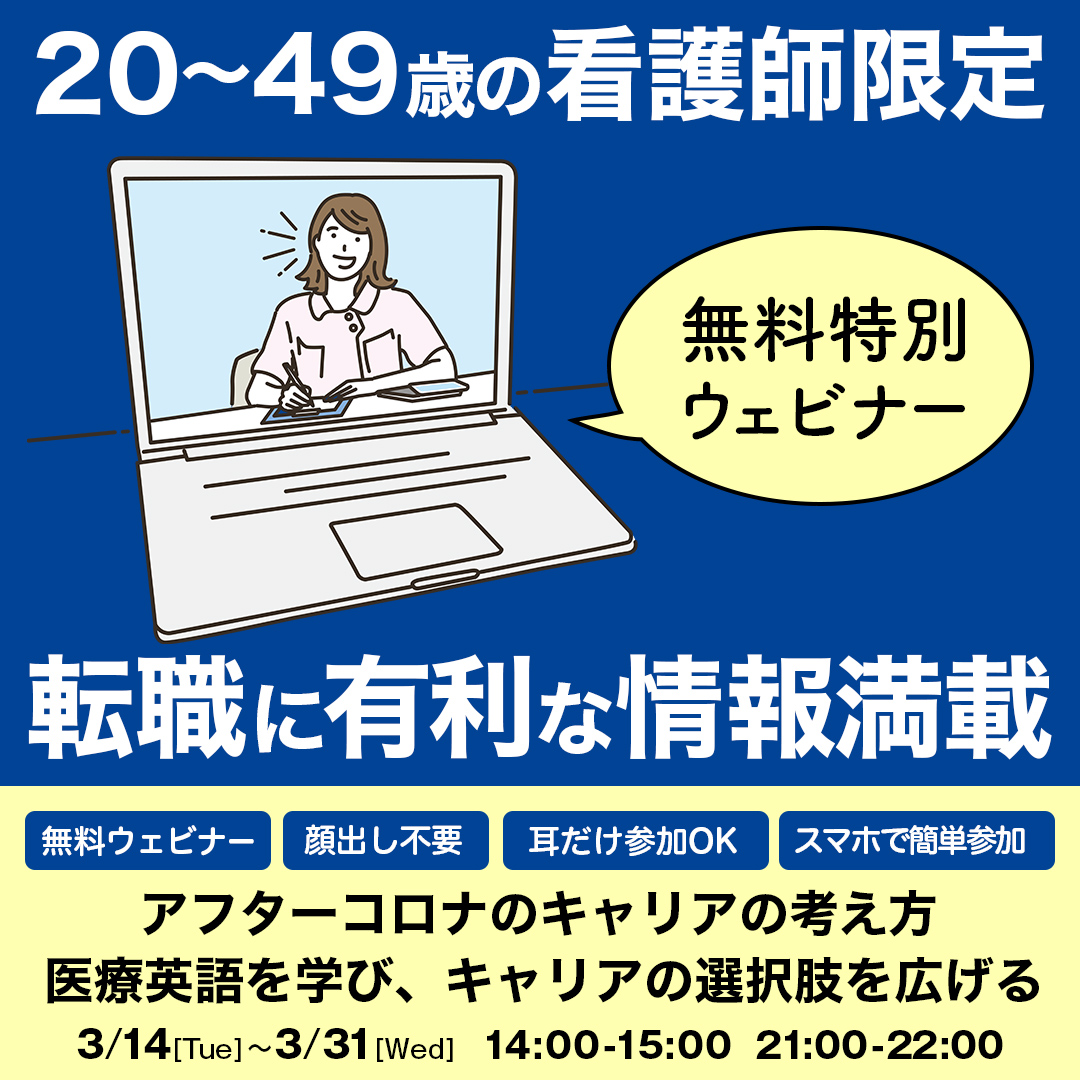 20〜49歳の看護師限定
無料特別
ウェビナー
転職に有利な情報満載
無料ウェビナー
顔出し不要
耳だけ参加OK
スマホで簡単参加
アフターコロナのキャリアの考え方
医療英語を学び、キャリアの選択肢を広げる
3/14[Tue]〜3/31[Wed] 14:00-15:00 21:00-22:00